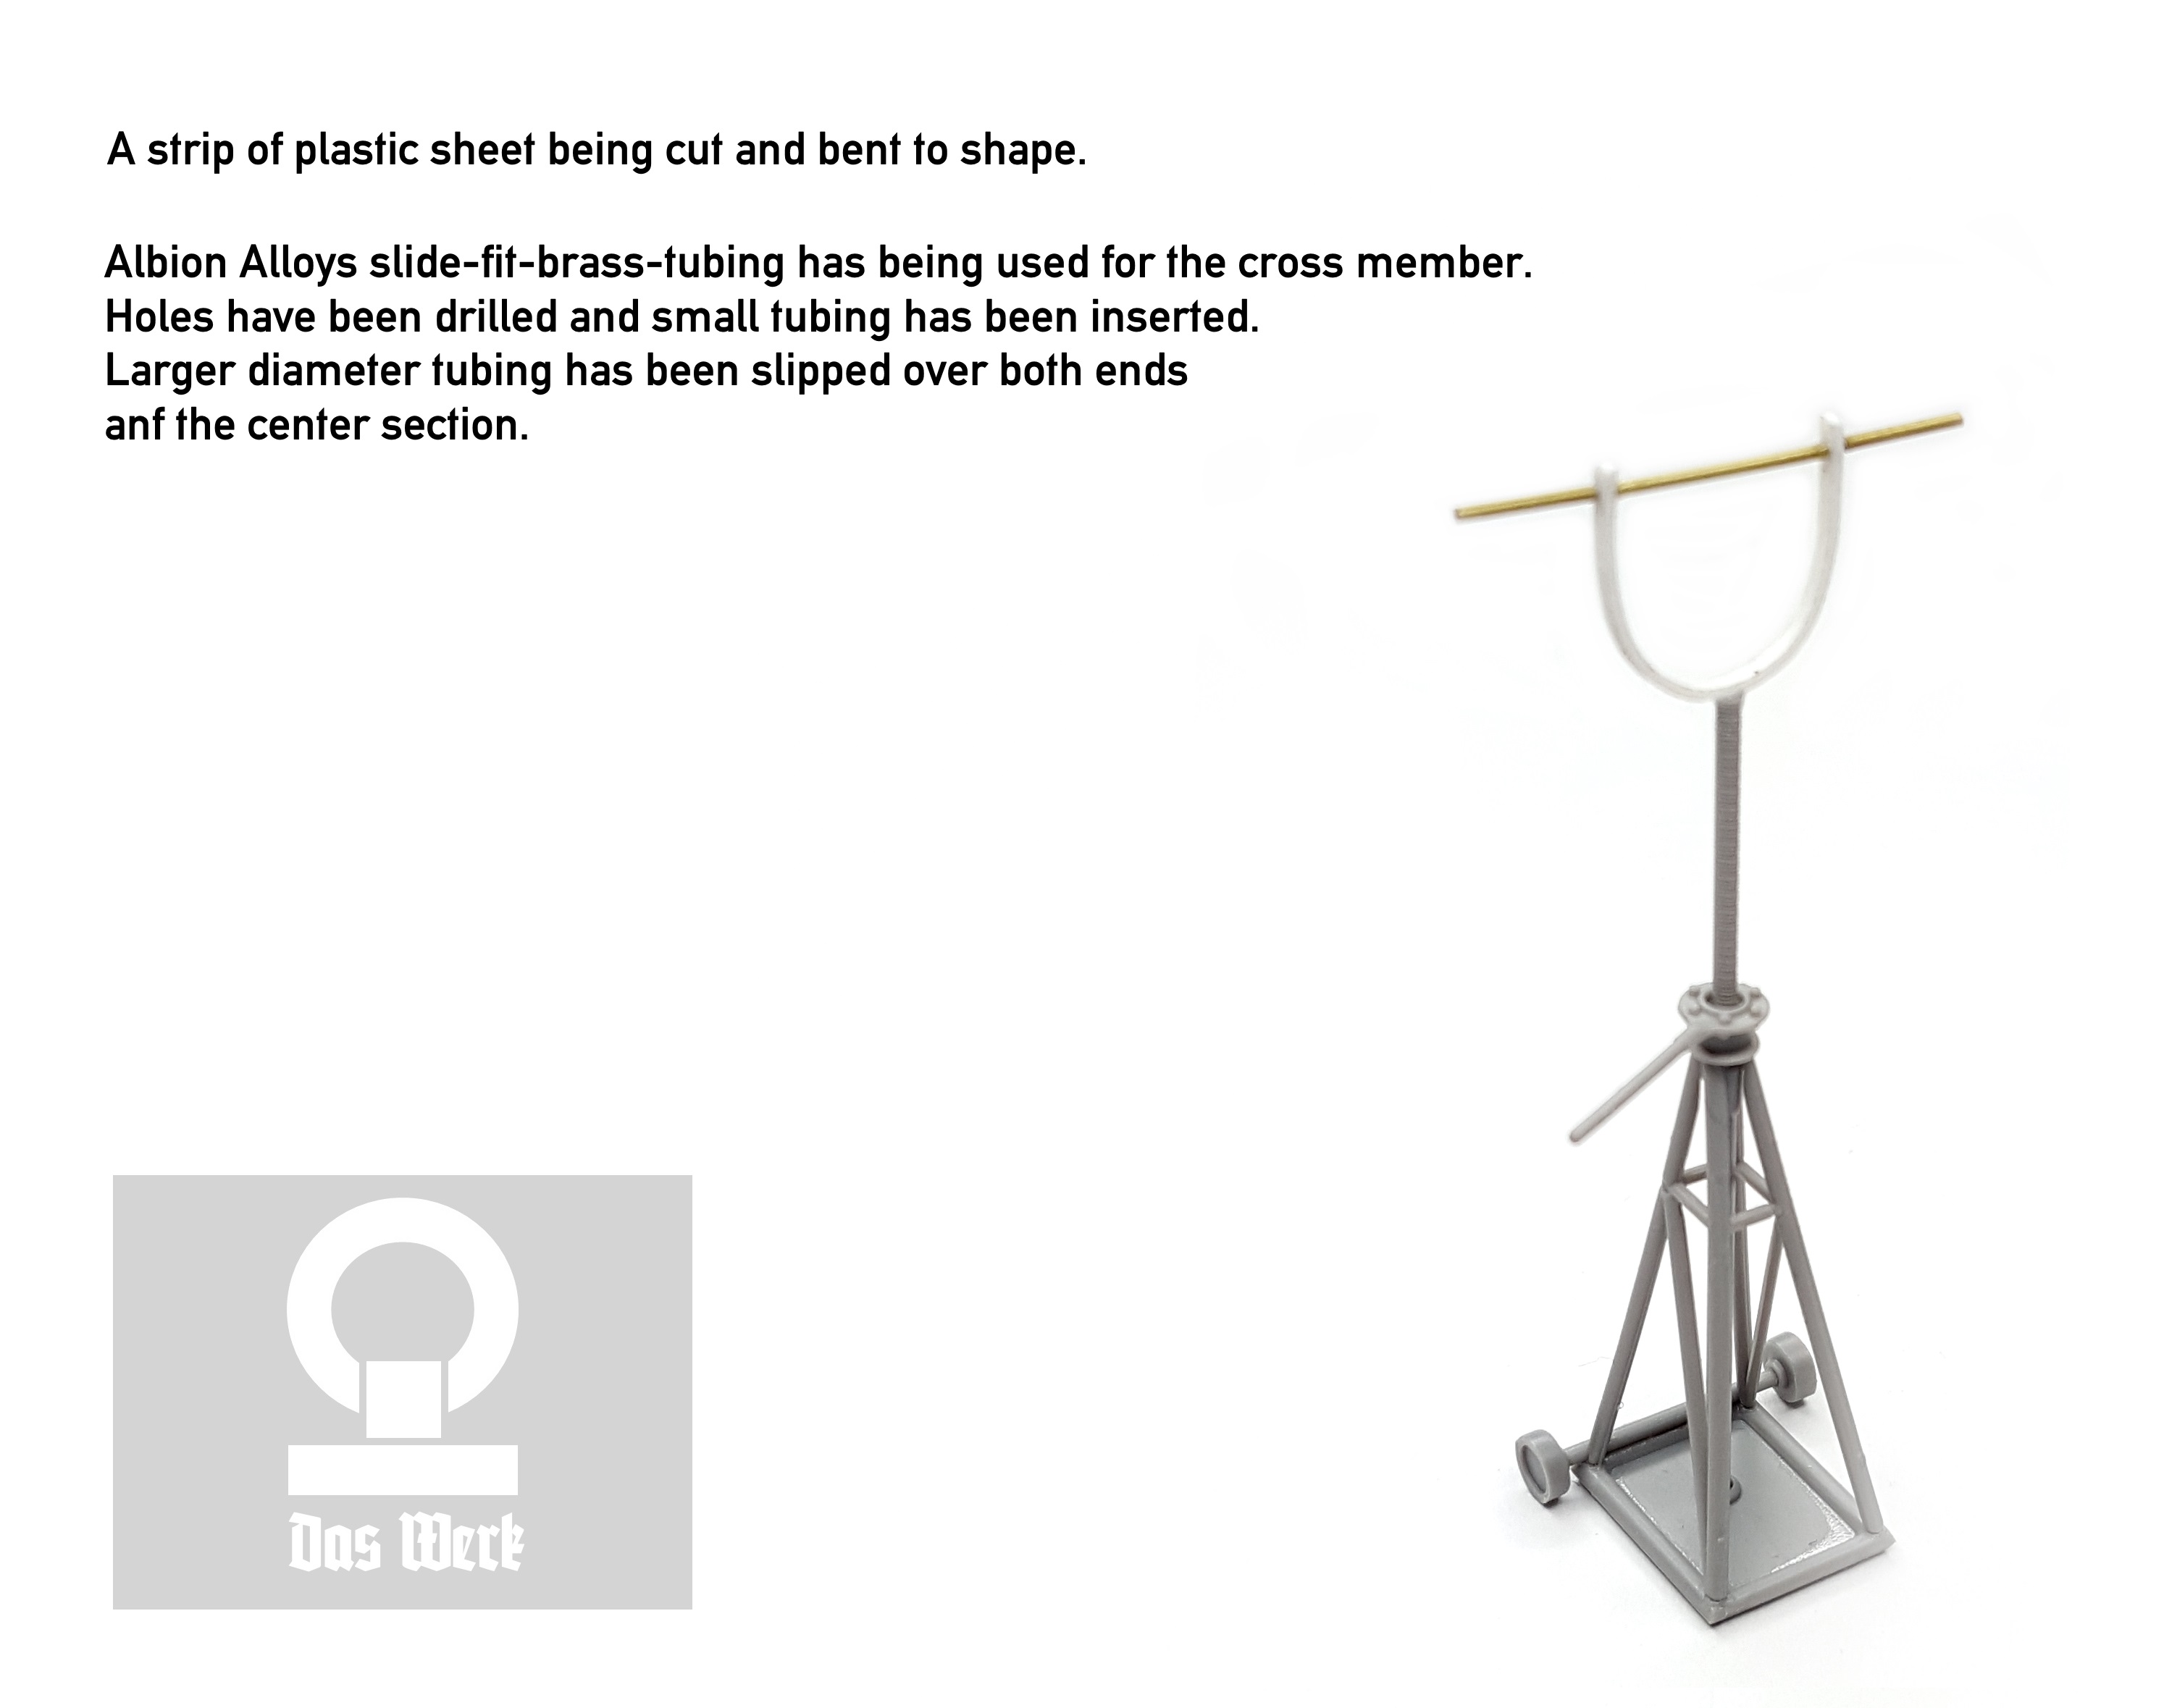 A strip of plastic sheet being cut and bent to shape.
Albion Alloys slide-fit-brass-tubing has being used for the cross member.
Holes have been drilled and small tubing has been inserted.
Larger diameter tubing has been slipped over both ends
anf the center section.
Das Werk